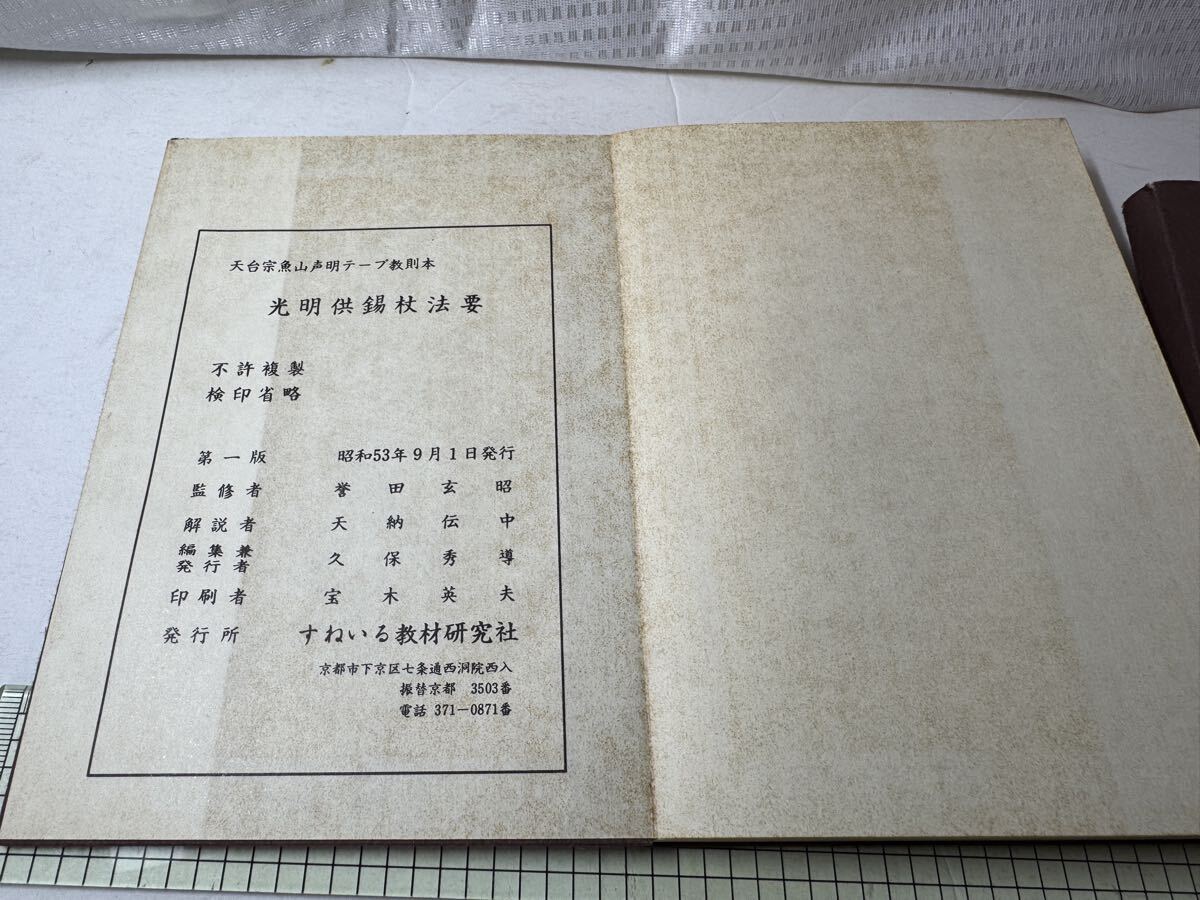 天台宗魚山声明テープ教則本
光明供錫杖法要
不許複製
検印省略
第一版 昭和53年9月1日発行
監修者 誉田玄昭
解説者 天納伝中
編集兼
発行者 久保秀導
印刷者 宝木英夫
発行所 すねいる教材研究社
京都市下京区七条通西洞院西入
振替京都 3503番
電話 371-0871番